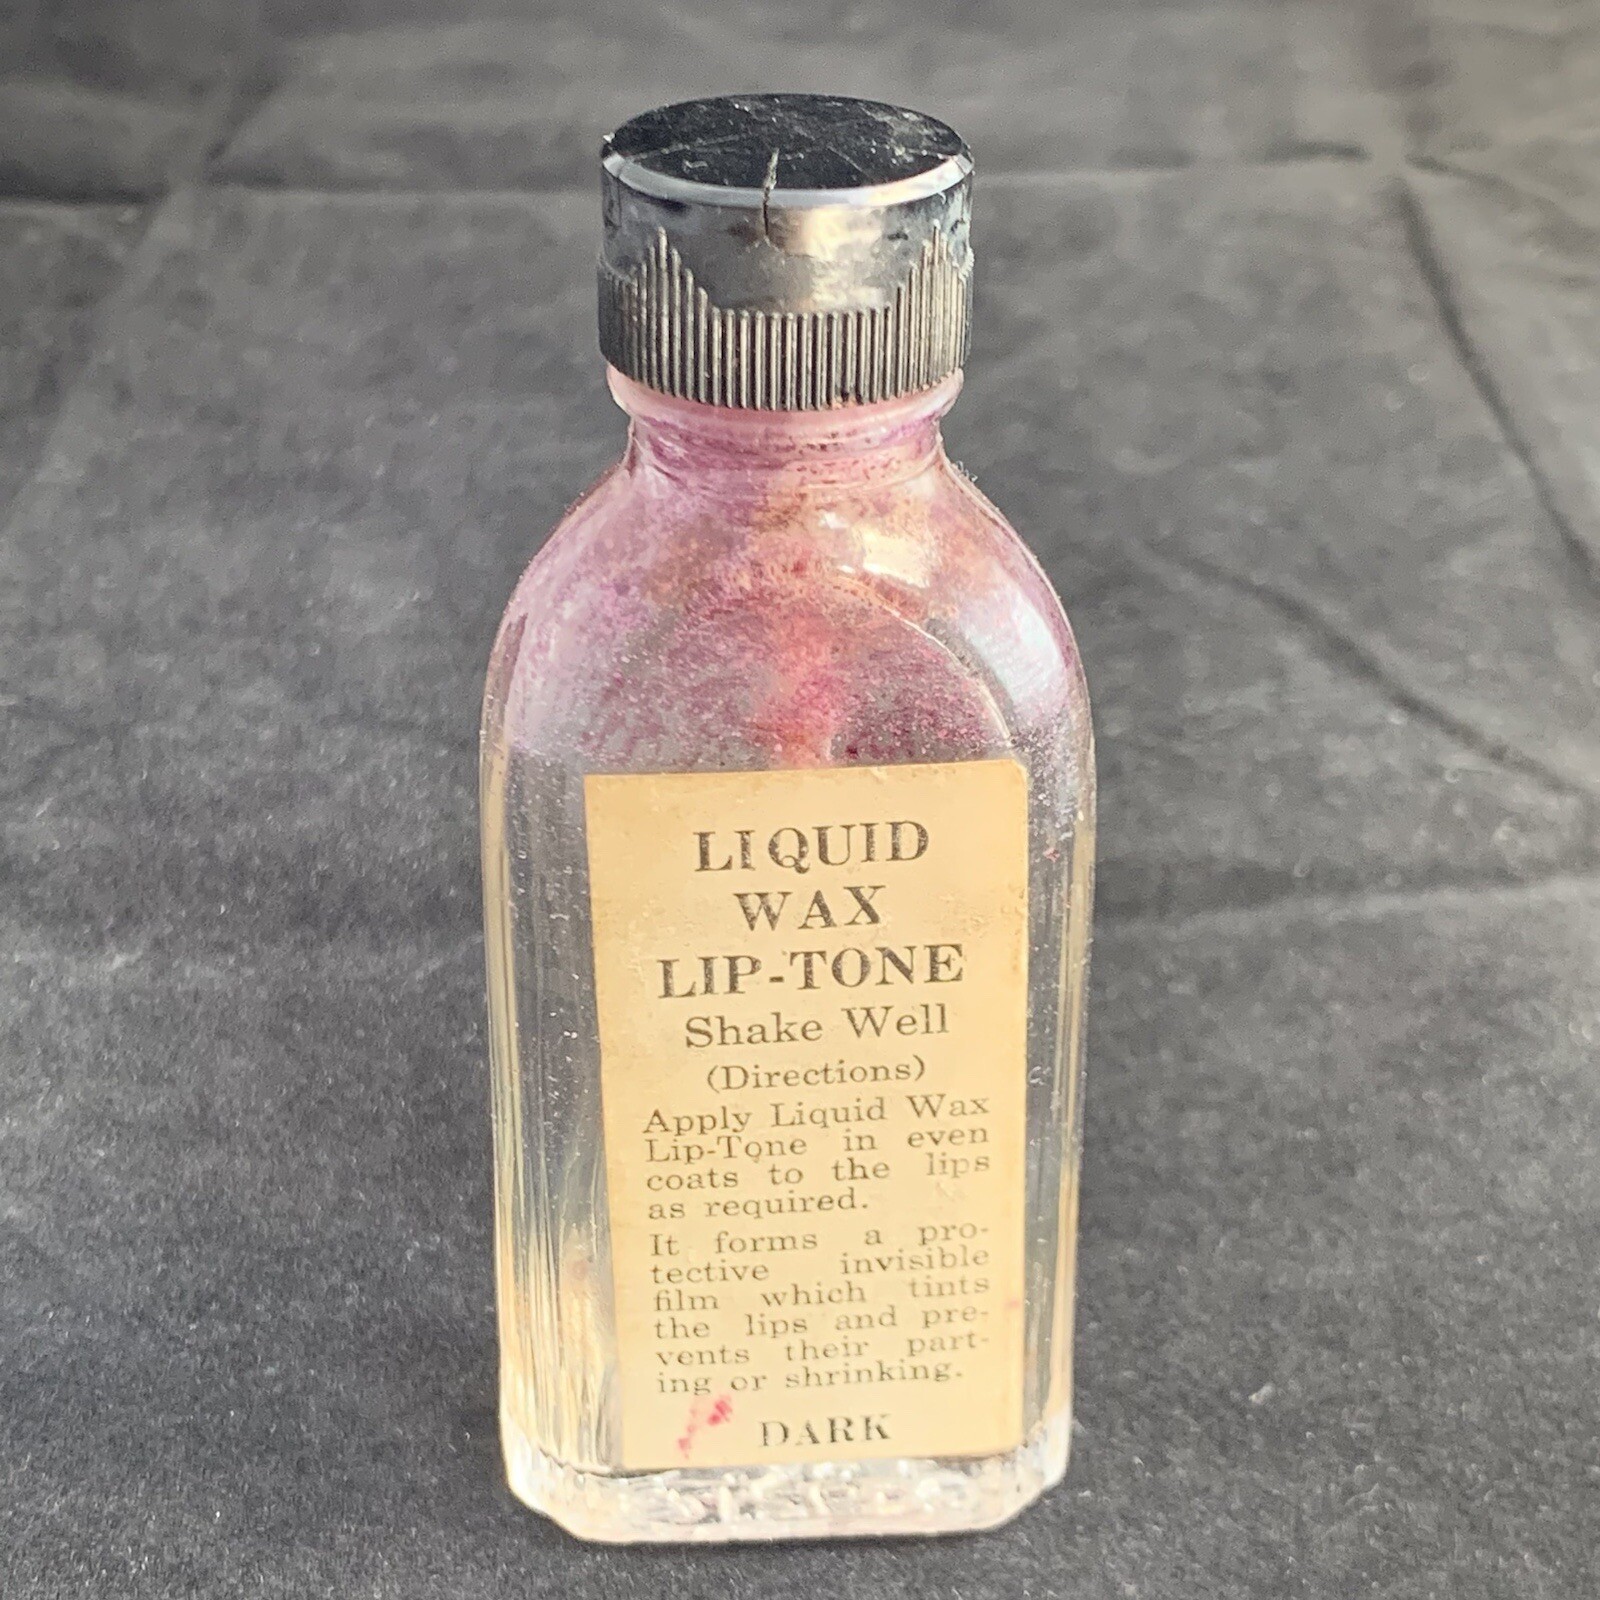 LIQUID
WAX
LIP-TONE
Shake Well
(Directions)
Apply Liquid Wax
Lip-Tone in even
coats to the lips
as required.
It forms a pro-
tective invisible
film which tints
the lips and pre-
vents their part-
ing or shrinking.
DARK